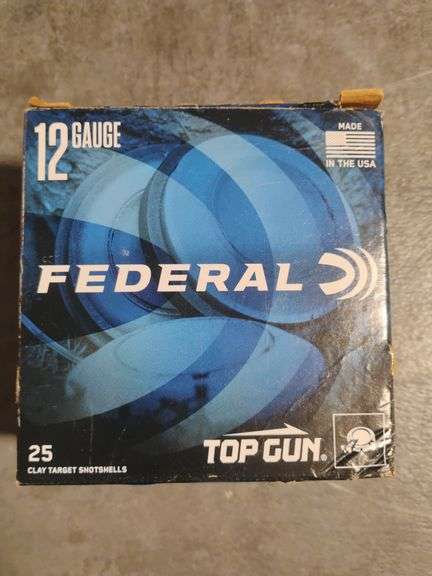 12 GAUGE
MADE
IN THE USA
FEDERAL
25
CLAY TARGET SHOTSHELLS
TOP GUN®